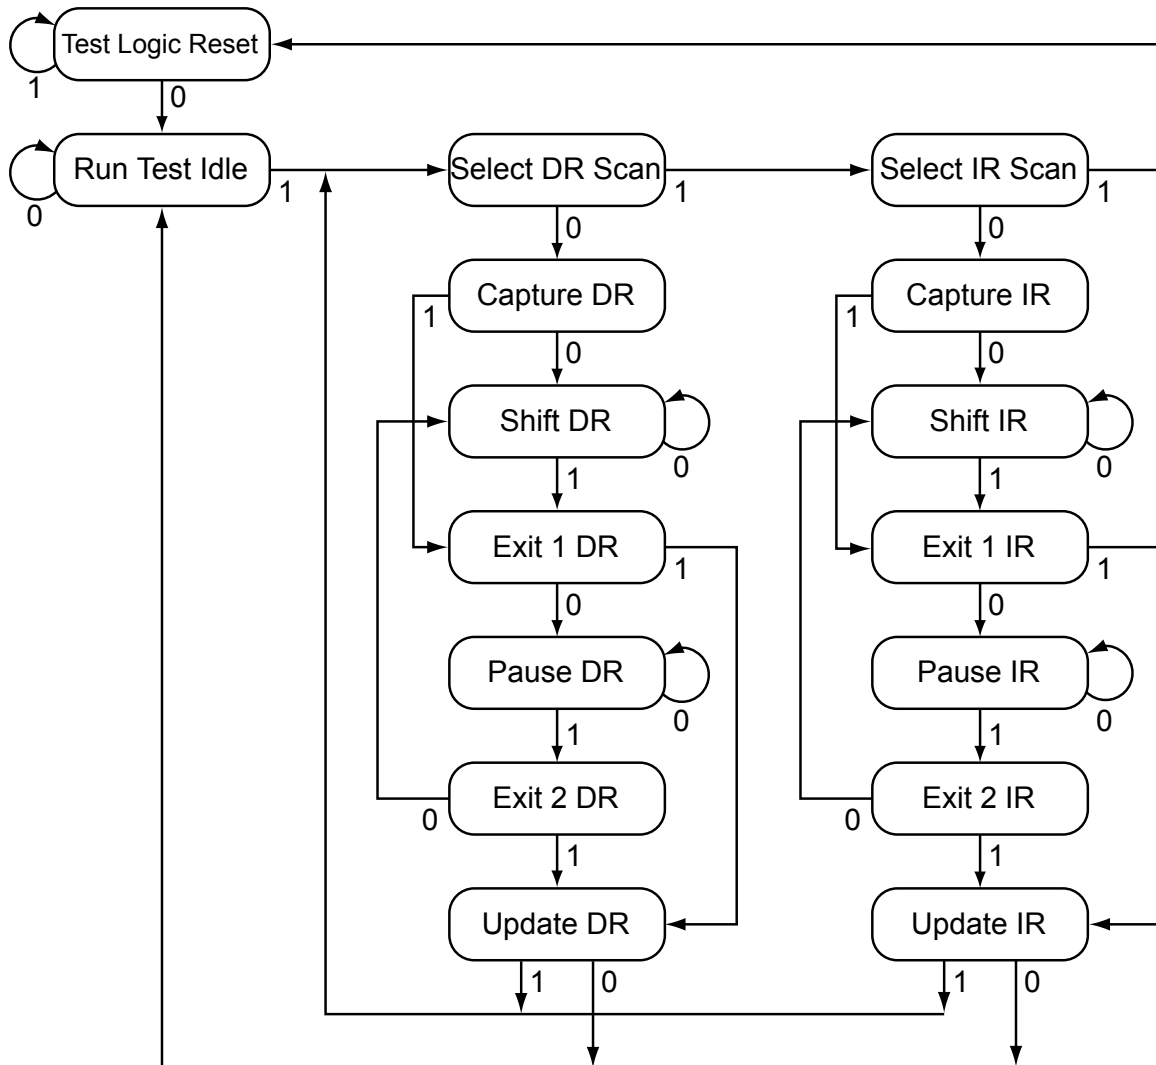 Test Logic Reset
1
0
Run Test Idle
0
1
Select DR Scan
1
0
Select IR Scan
1
0
Capture DR
1
0
Capture IR
1
0
Shift DR
0
1
Shift IR
0
1
Exit 1 DR
1
0
Exit 1 IR
1
0
Pause DR
0
1
Pause IR
0
1
Exit 2 DR
0
1
Exit 2 IR
0
1
Update DR
1
0
Update IR
1
0